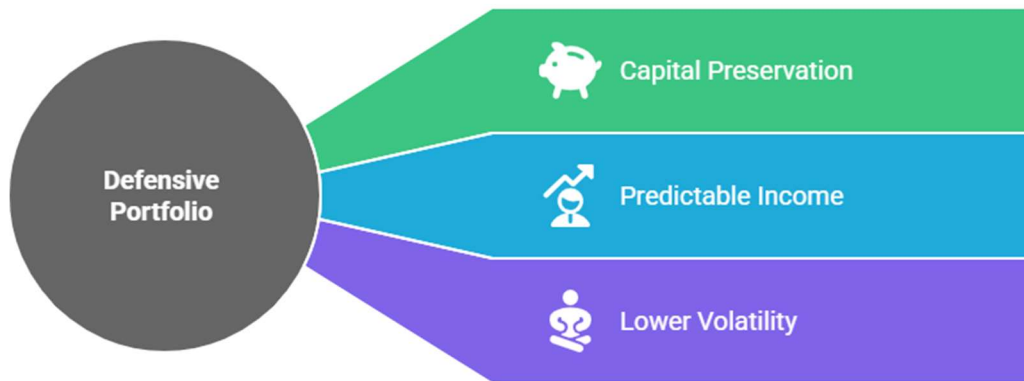 Defensive
Portfolio
Capital Preservation
Predictable Income
Lower Volatility